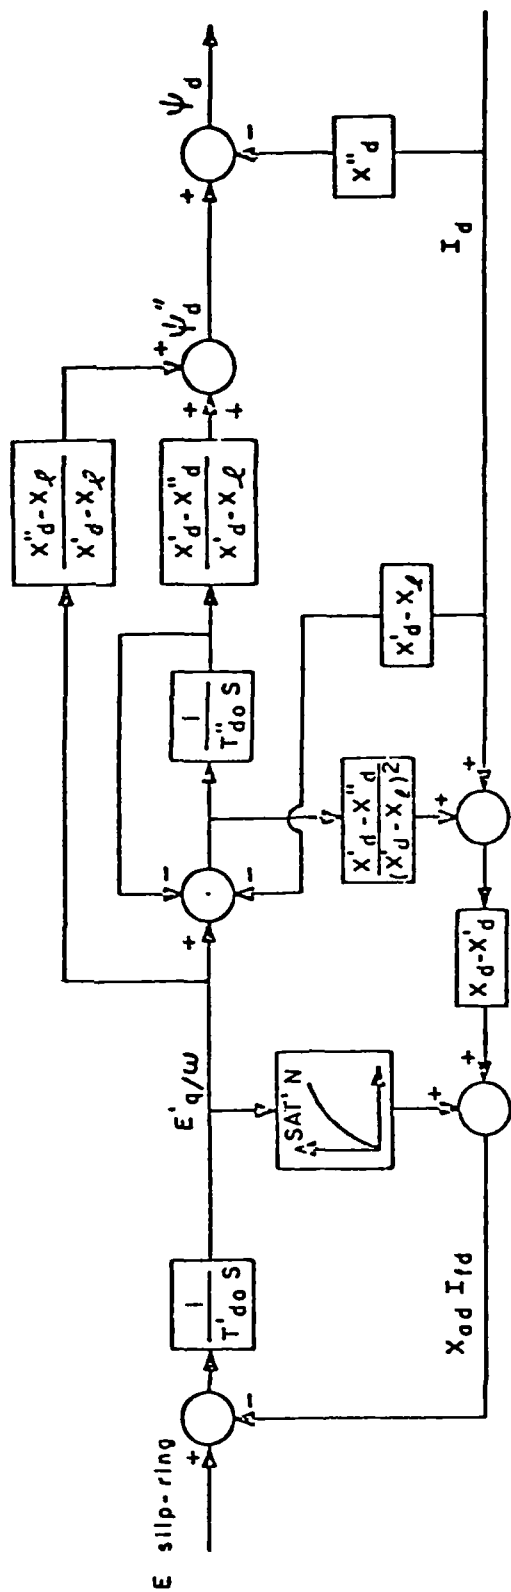 E slip-ring
+
-
1
T'do S
E'q/ω
SAT'N
+
+
Xad Ifd
Xd-X'd
+
-
-
1
T"do S
X"d-Xℓ
X'd-Xℓ
X'd-X"d
X'd-Xℓ
X'd-X"d
(X'd-Xℓ)2
+
+
X'd-Xℓ
+
+
+
ψ"d
+
-
ψd
X"d
Id